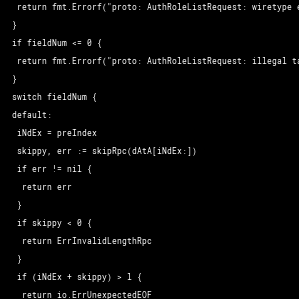 return fmt.Errorf("proto: AuthRoleListRequest: wiretype
}
if fieldNum <= 0 {
return fmt.Errorf("proto: AuthRoleListRequest: illegal
}
switch fieldNum {
default:
iNdEx = preIndex
skippy, err := skipRpc(dAtA[iNdEx:])
if err != nil {
return err
}
if skippy < 0 {
return ErrInvalidLengthRpc
}
if (iNdEx + skippy) > l {
return io.ErrUnexpectedEOF